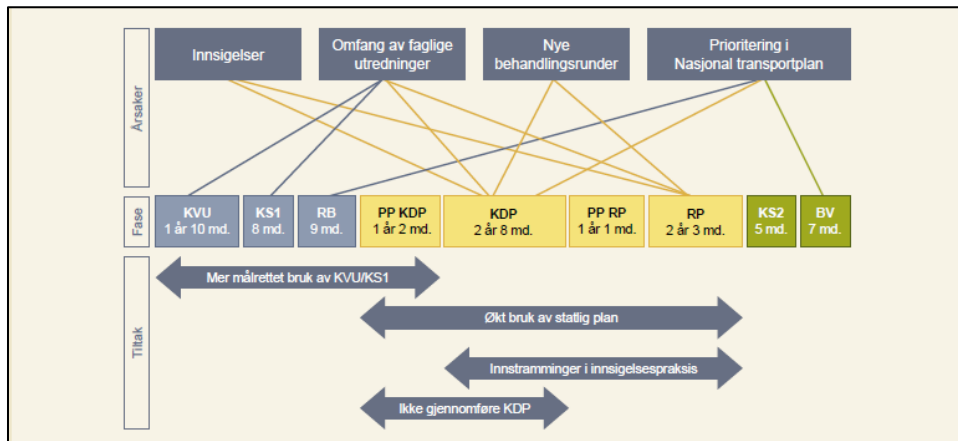 Årsaker
Innsigelser
Omfang av faglige
utredninger
Nye
behandlingsrunder
Prioritering i
Nasjonal transportplan
Fase
KVU
1 år 10 md.
KS1
8 md.
RB
9 md.
PP KDP
1 år 2 md.
KDP
2 år 8 md.
PP RP
1 år 1 md.
RP
2 år 3 md.
KS2
5 md.
BV
7 md.
Tiltak
Mer målrettet bruk av KVU/KS1
Økt bruk av statlig plan
Innstramminger i innsigelsespraksis
Ikke gjennomføre KDP